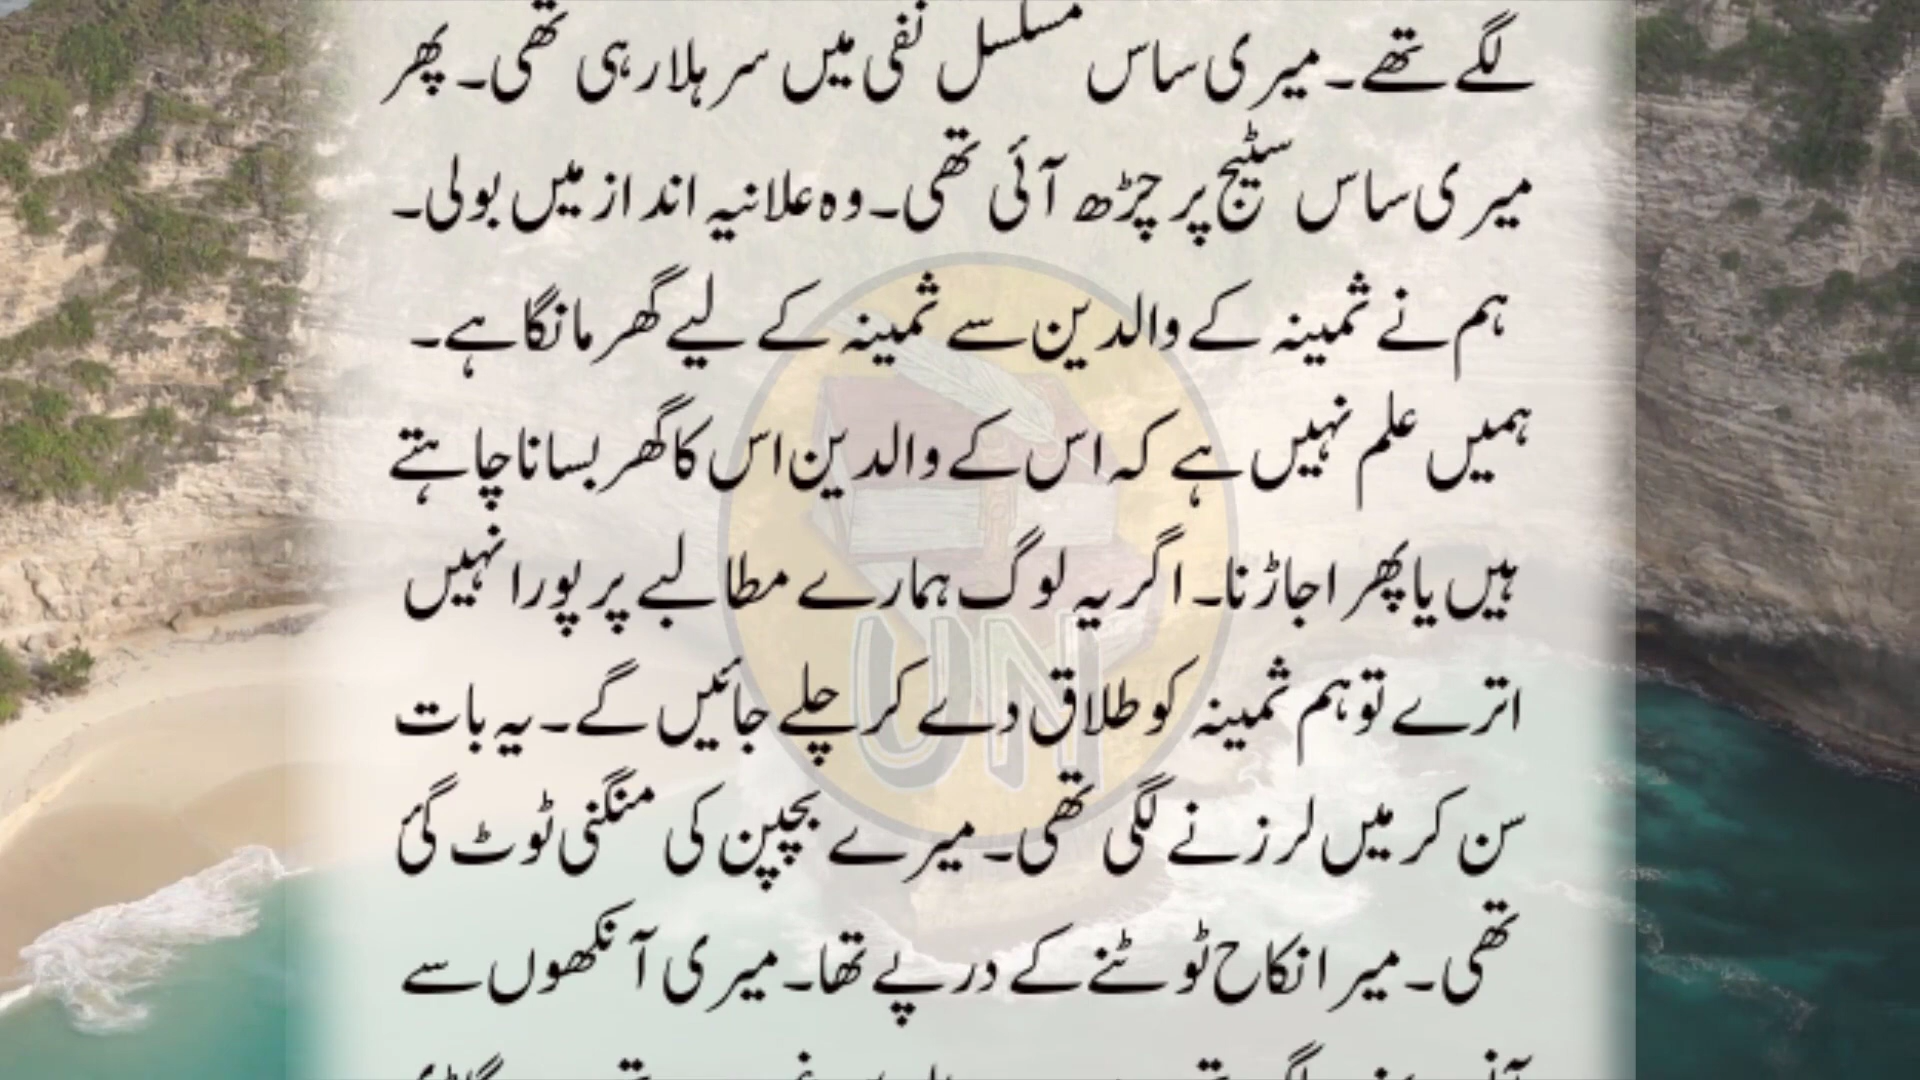 لگے تھے۔ میری ساس مسلسل نفی میں سر ہلا رہی تھی۔ پھر
میری ساس سٹیج پر چڑھ آئی تھی۔ وہ علانیہ انداز میں بولی۔
ہم نے ثمینہ کے والدین سے ثمینہ کے لیے گھر مانگا ہے۔
ہمیں علم نہیں ہے کہ اس کے والدین اس کا گھر بسانا چاہتے
ہیں یا پھر اجاڑنا۔ اگر یہ لوگ ہمارے مطالبے پر پورا نہیں
اترے تو ہم ثمینہ کو طلاق دے کر چلے جائیں گے۔ یہ بات
سن کر میں لرزنے لگی تھی۔ میرے بچپن کی منگنی ٹوٹ گئ
تھی۔ میرا نکاح ٹوٹنے کے درپے تھا۔ میری آنکھوں سے
UN